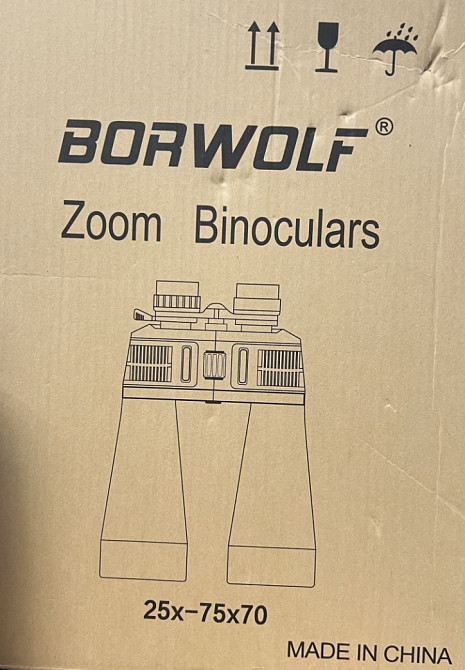 BORWOLF®
Zoom Binoculars
25x-75x70
MADE IN CHINA